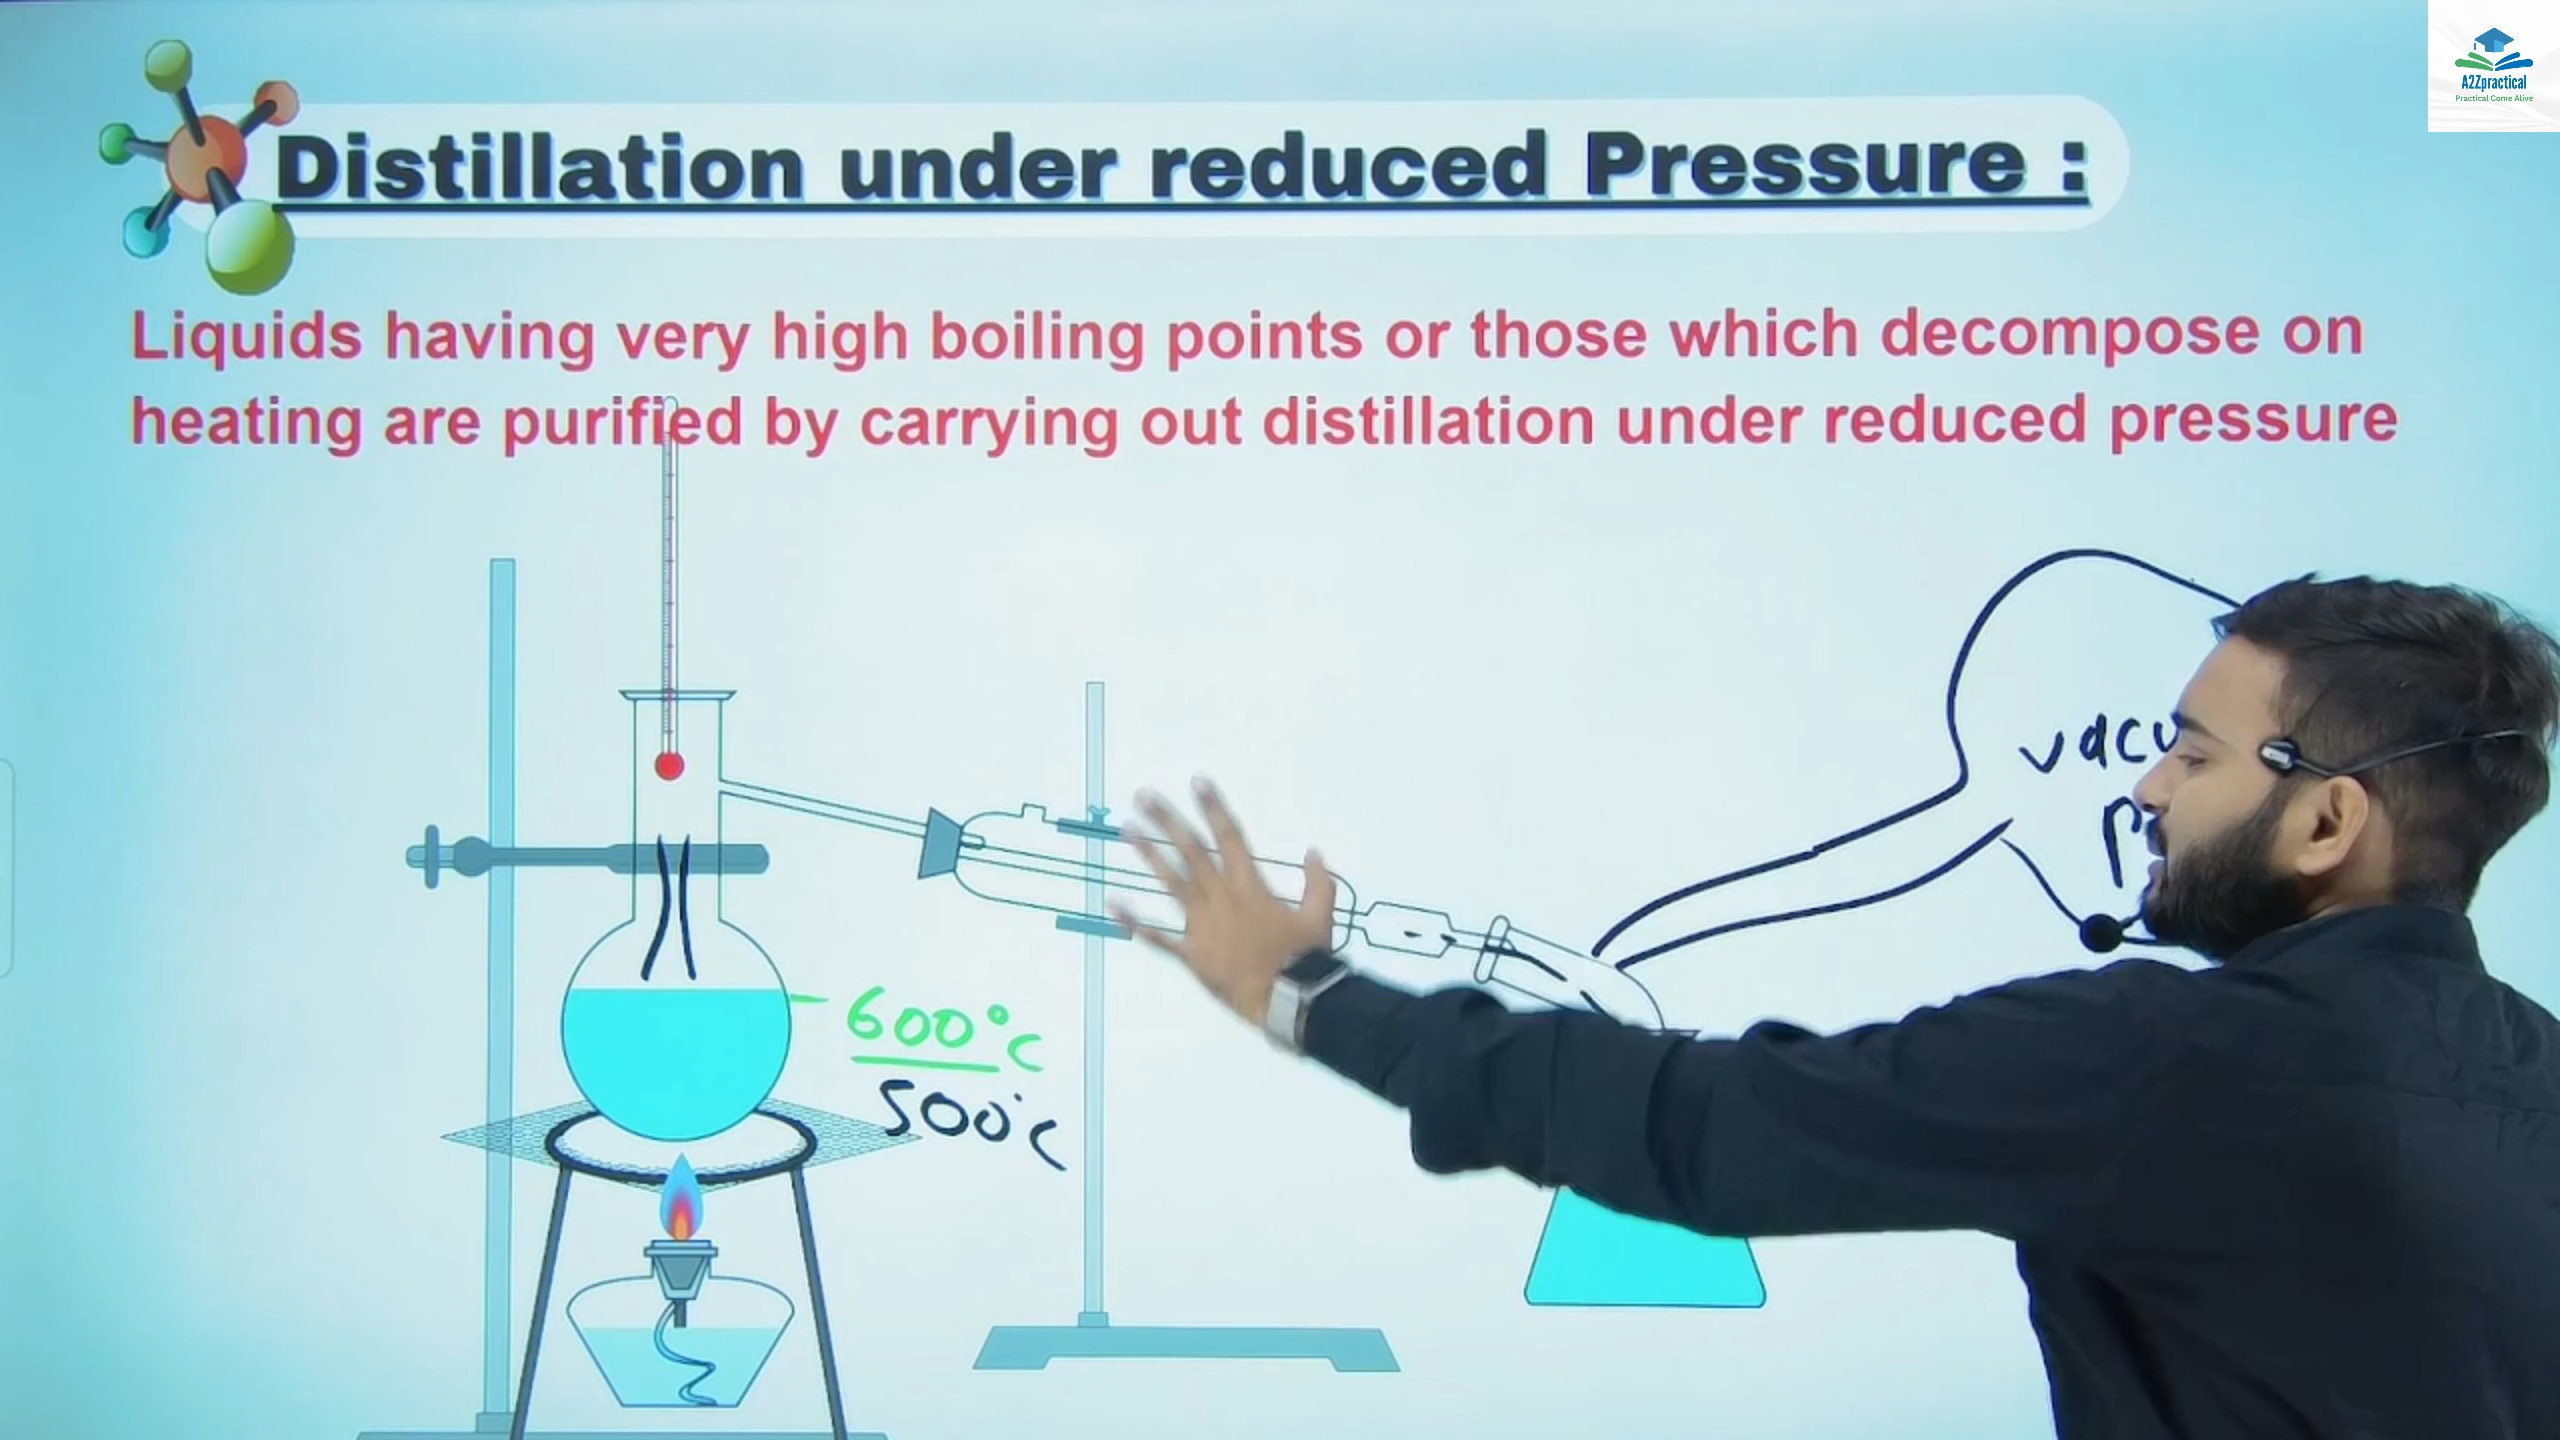 A2Zpractical
Practical Come Alive
Distillation under reduced Pressure :
Liquids having very high boiling points or those which decompose on
heating are purified by carrying out distillation under reduced pressure
600°C
500°C